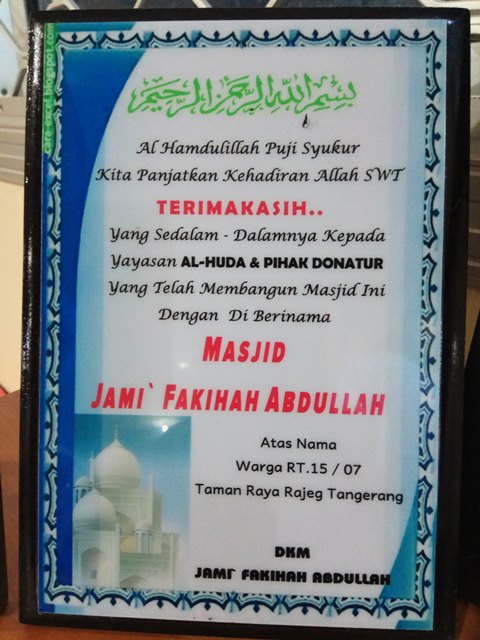 cara-excel.blogspot.com
بسم الله الرحمن الرحيم
Al Hamdulillah Puji Syukur
Kita Panjatkan Kehadiran Allah SWT
TERIMAKASIH..
Yang Sedalam - Dalamnya Kepada
Yayasan AL-HUDA & PIHAK DONATUR
Yang Telah Membangun Masjid Ini
Dengan Di Berinama
MASJID
JAMI` FAKIHAH ABDULLAH
Atas Nama
Warga RT.15 / 07
Taman Raya Rajeg Tangerang
DKM
JAMI` FAKIHAH ABDULLAH